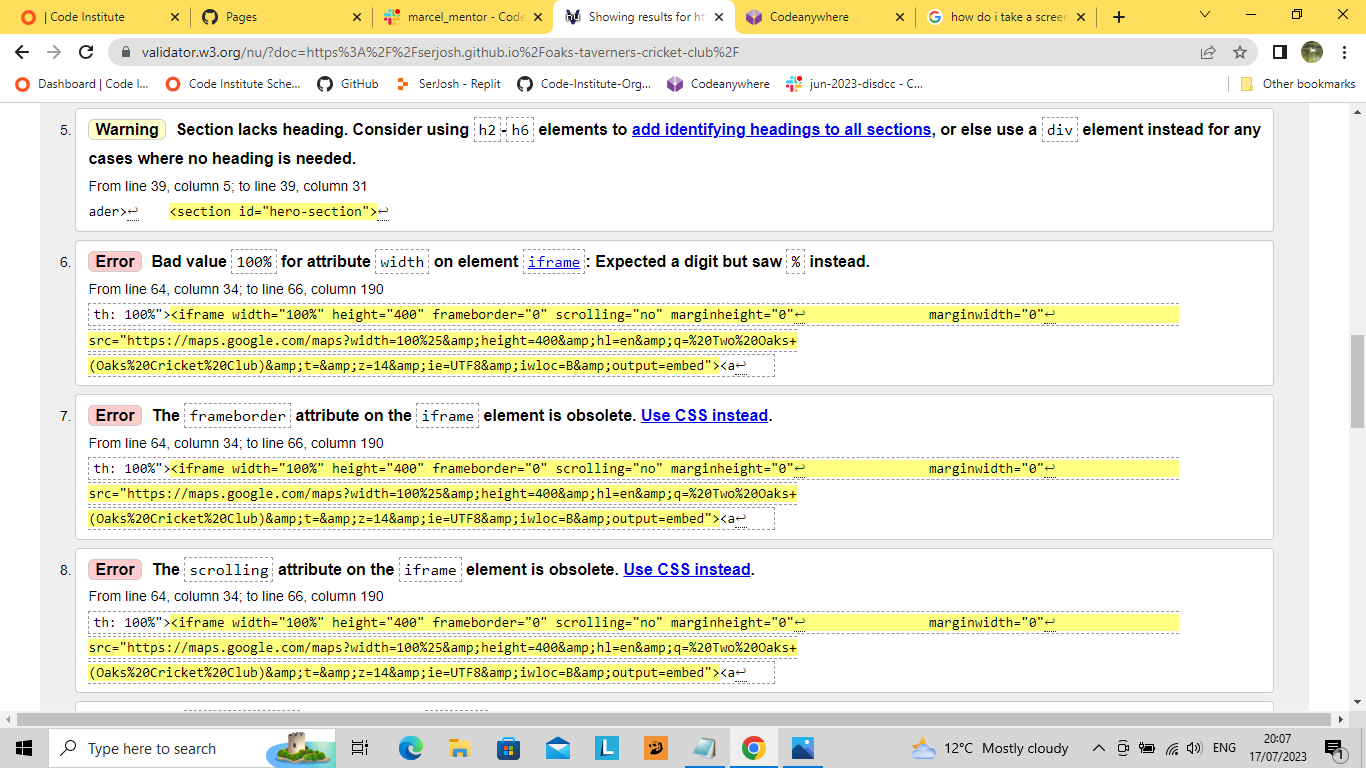 | Code Institute
Pages
marcel_mentor - Code
Showing results for ht
Codeanywhere
how do i take a screen
validator.w3.org/nu/?doc=https%3A%2F%2Fserjosh.github.io%2Foaks-taverners-cricket-club%2F
Dashboard | Code I...
Code Institute Sche...
GitHub
SerJosh - Replit
Code-Institute-Org...
Codeanywhere
jun-2023-disdcc - C...
Other bookmarks
5. Warning Section lacks heading. Consider using h2-h6 elements to add identifying headings to all sections, or else use a div element instead for any
cases where no heading is needed.
From line 39, column 5; to line 39, column 31
ader>↩ <section id="hero-section">↩
6. Error Bad value 100% for attribute width on element iframe: Expected a digit but saw % instead.
From line 64, column 34; to line 66, column 190
th: 100%"><iframe width="100%" height="400" frameborder="0" scrolling="no" marginheight="0"↩ marginwidth="0"↩
src="https://maps.google.com/maps?width=100%25&amp;height=400&amp;hl=en&amp;q=%20Two%20Oaks+
(Oaks%20Cricket%20Club)&amp;t=&amp;z=14&amp;ie=UTF8&amp;iwloc=B&amp;output=embed"><a↩
7. Error The frameborder attribute on the iframe element is obsolete. Use CSS instead.
From line 64, column 34; to line 66, column 190
th: 100%"><iframe width="100%" height="400" frameborder="0" scrolling="no" marginheight="0"↩ marginwidth="0"↩
src="https://maps.google.com/maps?width=100%25&amp;height=400&amp;hl=en&amp;q=%20Two%20Oaks+
(Oaks%20Cricket%20Club)&amp;t=&amp;z=14&amp;ie=UTF8&amp;iwloc=B&amp;output=embed"><a↩
8. Error The scrolling attribute on the iframe element is obsolete. Use CSS instead.
From line 64, column 34; to line 66, column 190
th: 100%"><iframe width="100%" height="400" frameborder="0" scrolling="no" marginheight="0"↩ marginwidth="0"↩
src="https://maps.google.com/maps?width=100%25&amp;height=400&amp;hl=en&amp;q=%20Two%20Oaks+
(Oaks%20Cricket%20Club)&amp;t=&amp;z=14&amp;ie=UTF8&amp;iwloc=B&amp;output=embed"><a↩
Type here to search
L
12°C Mostly cloudy
ENG
20:07
17/07/2023
1